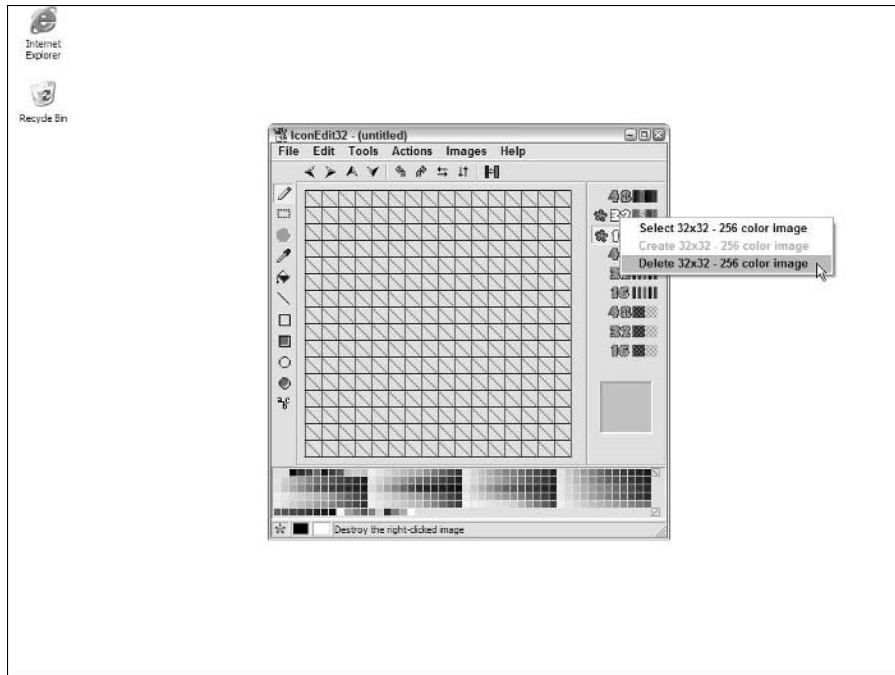 Internet
Explorer
Recycle Bin
IconEdit32 - (untitled)
File Edit Tools Actions Images Help
48
32
Select 32x32 - 256 color image
Create 32x32 - 256 color image
Delete 32x32 - 256 color image
16
48
32
16
Destroy the right-clicked image